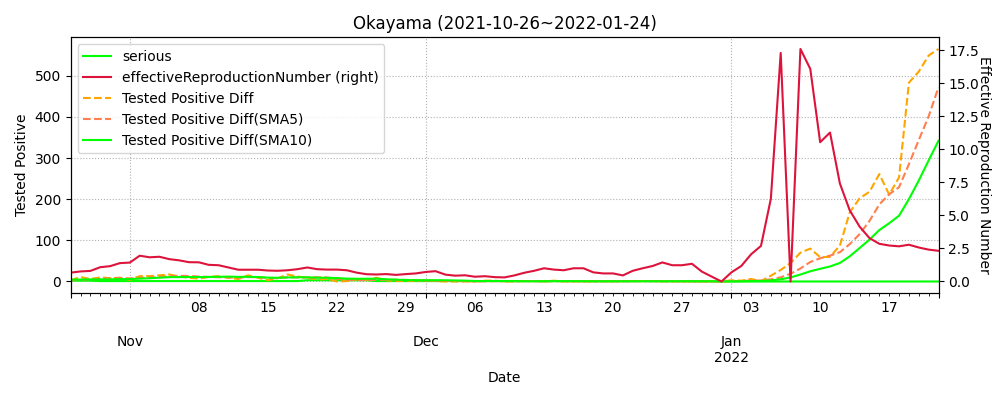 Okayama (2021-10-26~2022-01-24)
serious
effectiveReproductionNumber (right)
Tested Positive Diff
Tested Positive Diff(SMA5)
Tested Positive Diff(SMA10)
Tested Positive
500
400
300
200
100
0
17.5
15.0
12.5
10.0
7.5
5.0
2.5
0.0
Effective Reproduction Number
08 15 22 29 06 13 20 27 03 10 17
Nov Dec Jan
2022
Date